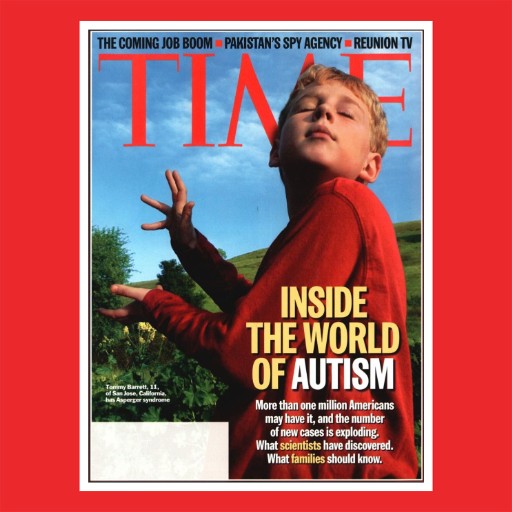 THE COMING JOB BOOM ■ PAKISTAN'S SPY AGENCY ■ REUNION TV
TIME
INSIDE
THE WORLD
OF AUTISM
More than one million Americans
may have it, and the number
of new cases is exploding.
What scientists have discovered.
What families should know.
Tommy Barrett, 11,
of San Jose, California,
has Asperger syndrome